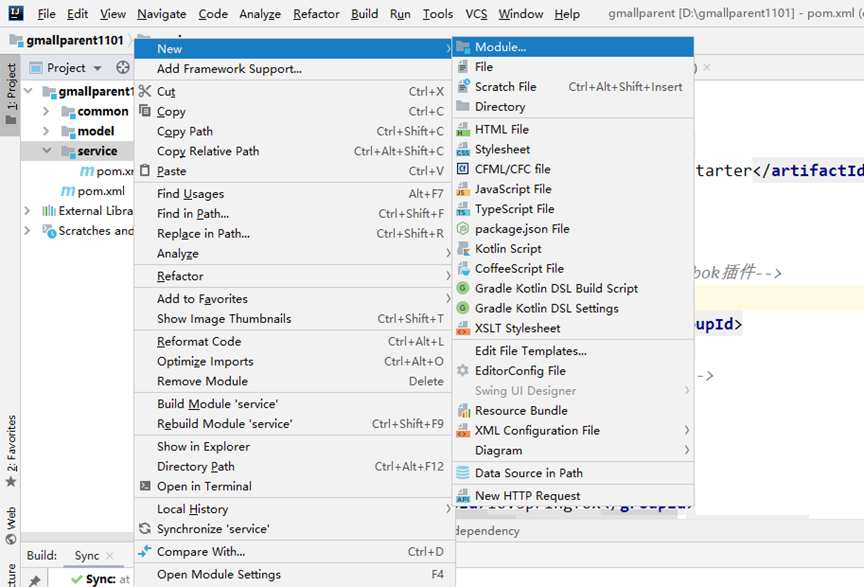 File Edit View Navigate Code Analyze Refactor Build Run Tools VCS Window Help gmallparent [D:\gmallparent1101] - pom.xml (
gmallparent1101
1: Project
Project
gmallparent1
common
model
service
pom.xml
External Libra
Scratches and
New
Add Framework Support...
Cut Ctrl+X
Copy Ctrl+C
Copy Path Ctrl+Shift+C
Copy Relative Path Ctrl+Alt+Shift+C
Paste Ctrl+V
Find Usages Alt+F7
Find in Path... Ctrl+Shift+F
Replace in Path... Ctrl+Shift+R
Analyze
Refactor
Add to Favorites
Show Image Thumbnails Ctrl+Shift+T
Reformat Code Ctrl+Alt+L
Optimize Imports Ctrl+Alt+O
Remove Module Delete
Build Module 'service'
Rebuild Module 'service' Ctrl+Shift+F9
Show in Explorer
Directory Path Ctrl+Alt+F12
Open in Terminal
Local History
Synchronize 'service'
Compare With... Ctrl+D
Open Module Settings F4
Module...
File
Scratch File Ctrl+Alt+Shift+Insert
Directory
HTML File
Stylesheet
CFML/CFC file
JavaScript File
TypeScript File
package.json File
Kotlin Script
CoffeeScript File
Gradle Kotlin DSL Build Script
Gradle Kotlin DSL Settings
XSLT Stylesheet
Edit File Templates...
EditorConfig File
Swing UI Designer
Resource Bundle
XML Configuration File
Diagram
Data Source in Path
New HTTP Request
tarter</artifactId
bok插件-->
upId>
-->
dependency
2: Favorites
Web
Build: Sync
Sync: at